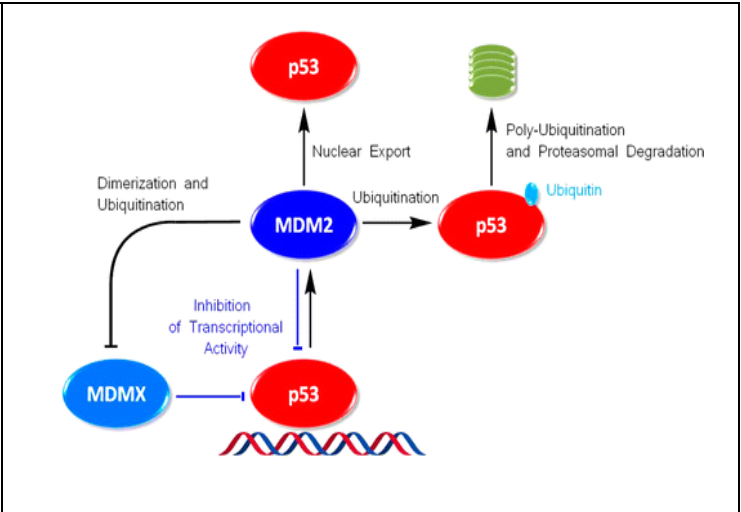 p53
Poly-Ubiquitination
and Proteasomal Degradation
Nuclear Export
Dimerization and
Ubiquitination
Ubiquitination
Ubiquitin
MDM2
p53
Inhibition
of Transcriptional
Activity
MDMX
p53